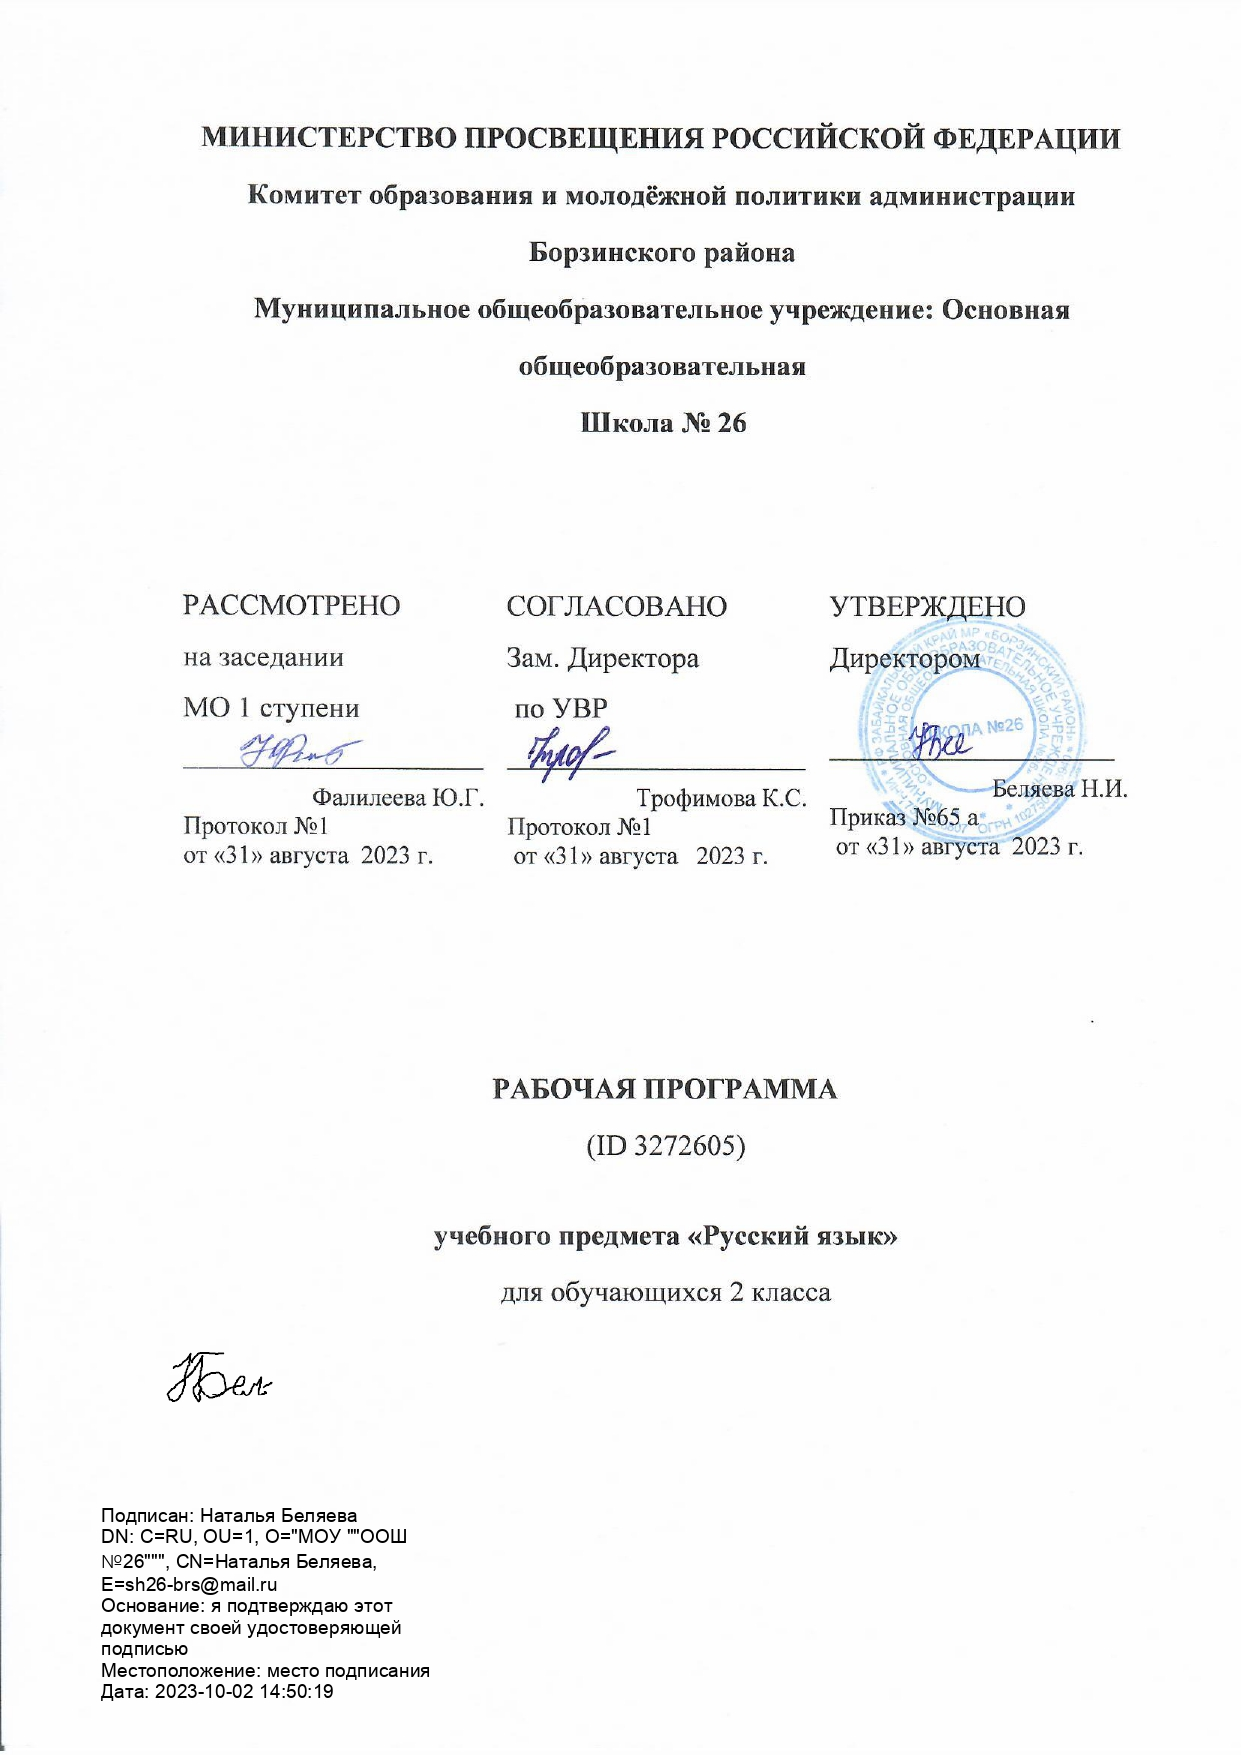 МИНИСТЕРСТВО ПРОСВЕЩЕНИЯ РОССИЙСКОЙ ФЕДЕРАЦИИ
Комитет образования и молодёжной политики администрации
Борзинского района
Муниципальное общеобразовательное учреждение: Основная
общеобразовательная
Школа № 26
РАССМОТРЕНО
на заседании
МО 1 ступени
Фалилеева Ю.Г.
Протокол №1
от «31» августа 2023 г.
СОГЛАСОВАНО
Зам. Директора
по УВР
Трофимова К.С.
Протокол №1
от «31» августа 2023 г.
УТВЕРЖДЕНО
Директором
ШКОЛА №26
Беляева Н.И.
Приказ №65 а
от «31» августа 2023 г.
РАБОЧАЯ ПРОГРАММА
(ID 3272605)
учебного предмета «Русский язык»
для обучающихся 2 класса
Подписан: Наталья Беляева
DN: C=RU, OU=1, O="МОУ ""ООШ
№26""", CN=Наталья Беляева,
E=sh26-brs@mail.ru
Основание: я подтверждаю этот
документ своей удостоверяющей
подписью
Местоположение: место подписания
Дата: 2023-10-02 14:50:19